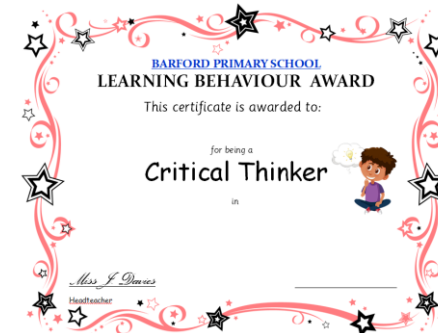 BARFORD PRIMARY SCHOOL
LEARNING BEHAVIOUR AWARD
This certificate is awarded to:
for being a
Critical Thinker
in
Miss J Davies
Headteacher